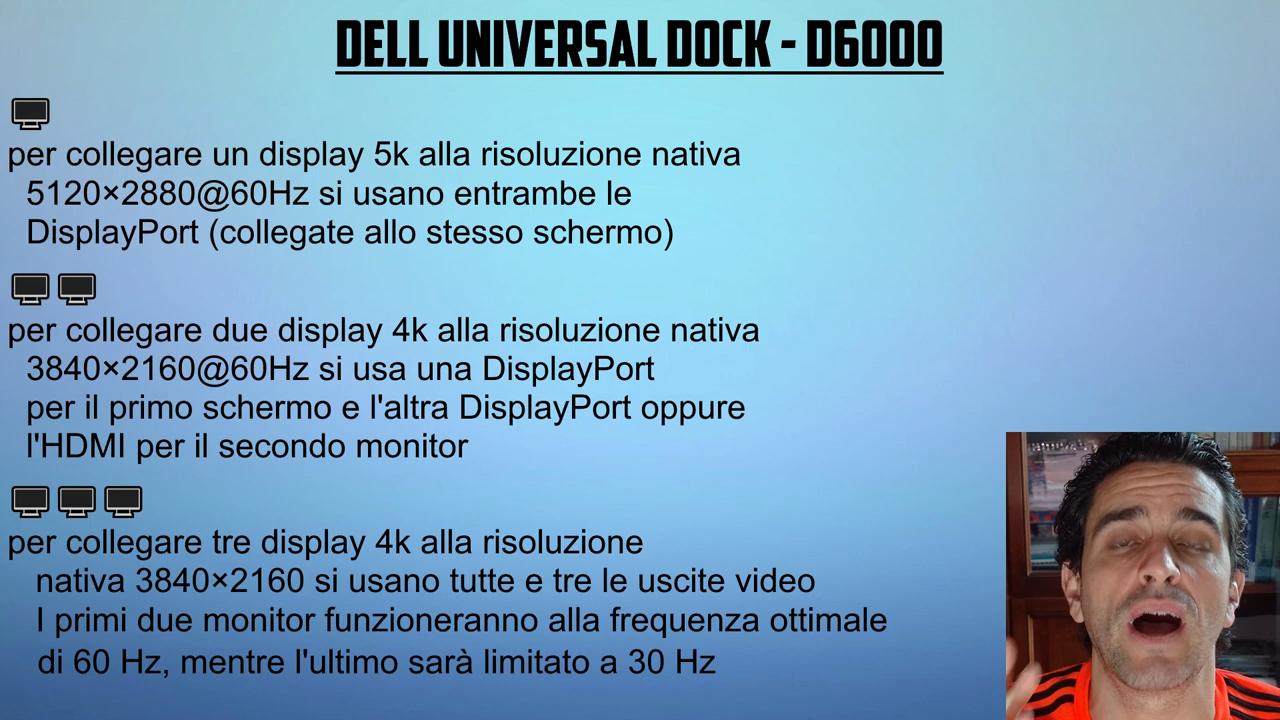 DELL UNIVERSAL DOCK - D6000
per collegare un display 5k alla risoluzione nativa
5120×2880@60Hz si usano entrambe le
DisplayPort (collegate allo stesso schermo)
per collegare due display 4k alla risoluzione nativa
3840×2160@60Hz si usa una DisplayPort
per il primo schermo e l'altra DisplayPort oppure
l'HDMI per il secondo monitor
per collegare tre display 4k alla risoluzione
nativa 3840×2160 si usano tutte e tre le uscite video
I primi due monitor funzioneranno alla frequenza ottimale
di 60 Hz, mentre l'ultimo sarà limitato a 30 Hz